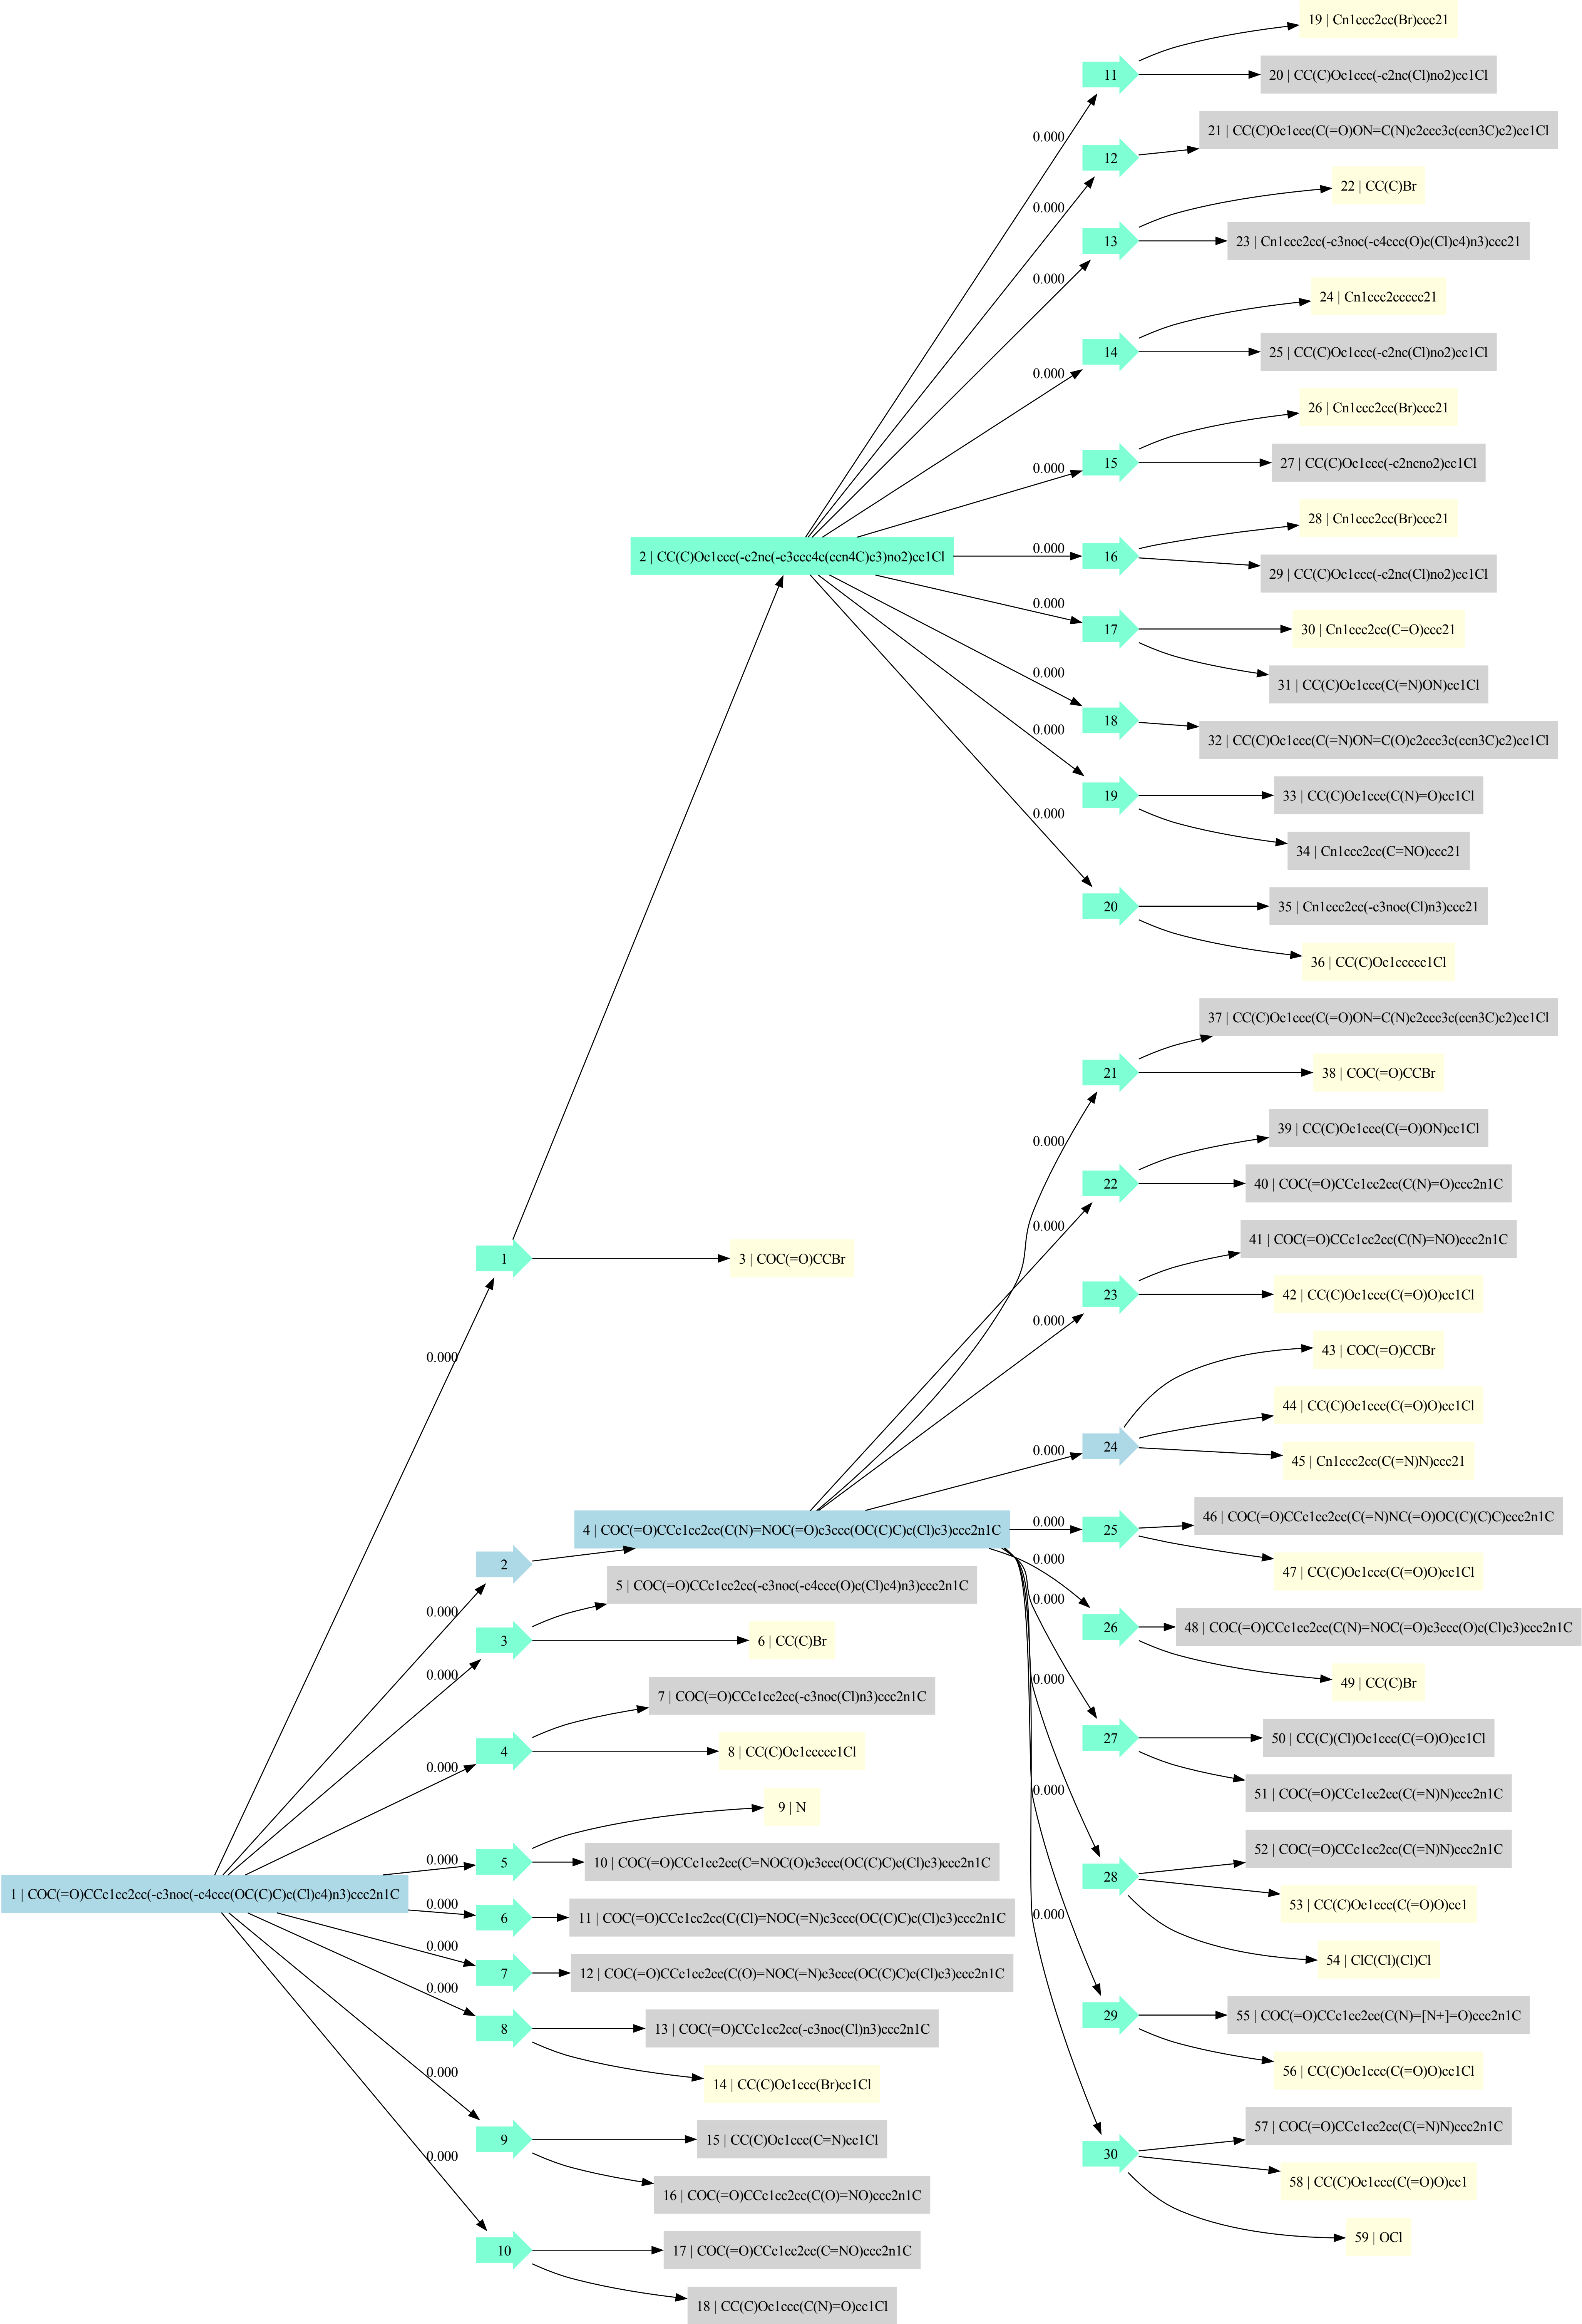 19 | Cn1ccc2cc(Br)ccc21
11
20 | CC(C)Oc1ccc(-c2nc(Cl)no2)cc1Cl
0.000
21 | CC(C)Oc1ccc(C(=O)ON=C(N)c2ccc3c(ccn3C)c2)cc1Cl
12
22 | CC(C)Br
0.000
13
23 | Cn1ccc2cc(-c3noc(-c4ccc(O)c(Cl)c4)n3)ccc21
0.000
24 | Cn1ccc2ccccc21
14
25 | CC(C)Oc1ccc(-c2nc(Cl)no2)cc1Cl
0.000
26 | Cn1ccc2cc(Br)ccc21
15
27 | CC(C)Oc1ccc(-c2ncno2)cc1Cl
0.000
28 | Cn1ccc2cc(Br)ccc21
0.000
2 | CC(C)Oc1ccc(-c2nc(-c3ccc4c(ccn4C)c3)no2)cc1Cl
16
29 | CC(C)Oc1ccc(-c2nc(Cl)no2)cc1Cl
0.000
17
30 | Cn1ccc2cc(C=O)ccc21
0.000
31 | CC(C)Oc1ccc(C(=N)ON)cc1Cl
18
0.000
32 | CC(C)Oc1ccc(C(=N)ON=C(O)c2ccc3c(ccn3C)c2)cc1Cl
19
33 | CC(C)Oc1ccc(C(N)=O)cc1Cl
0.000
34 | Cn1ccc2cc(C=NO)ccc21
20
35 | Cn1ccc2cc(-c3noc(Cl)n3)ccc21
36 | CC(C)Oc1ccccc1Cl
37 | CC(C)Oc1ccc(C(=O)ON=C(N)c2ccc3c(ccn3C)c2)cc1Cl
21
38 | COC(=O)CCBr
0.000
39 | CC(C)Oc1ccc(C(=O)ON)cc1Cl
22
40 | COC(=O)CCc1cc2cc(C(N)=O)ccc2n1C
0.000
41 | COC(=O)CCc1cc2cc(C(N)=NO)ccc2n1C
1
3 | COC(=O)CCBr
23
42 | CC(C)Oc1ccc(C(=O)O)cc1Cl
0.000
0.000
43 | COC(=O)CCBr
44 | CC(C)Oc1ccc(C(=O)O)cc1Cl
0.000
24
45 | Cn1ccc2cc(C(=N)N)ccc21
46 | COC(=O)CCc1cc2cc(C(=N)NC(=O)OC(C)(C)C)ccc2n1C
4 | COC(=O)CCc1cc2cc(C(N)=NOC(=O)c3ccc(OC(C)C)c(Cl)c3)ccc2n1C
0.000
25
2
0.000
47 | CC(C)Oc1ccc(C(=O)O)cc1Cl
5 | COC(=O)CCc1cc2cc(-c3noc(-c4ccc(O)c(Cl)c4)n3)ccc2n1C
0.000
0.000
26
48 | COC(=O)CCc1cc2cc(C(N)=NOC(=O)c3ccc(O)c(Cl)c3)ccc2n1C
3
6 | CC(C)Br
0.000
0.000
49 | CC(C)Br
7 | COC(=O)CCc1cc2cc(-c3noc(Cl)n3)ccc2n1C
27
50 | CC(C)(Cl)Oc1ccc(C(=O)O)cc1Cl
4
8 | CC(C)Oc1ccccc1Cl
0.000
0.000
51 | COC(=O)CCc1cc2cc(C(=N)N)ccc2n1C
9 | N
52 | COC(=O)CCc1cc2cc(C(=N)N)ccc2n1C
0.000
5
10 | COC(=O)CCc1cc2cc(C=NOC(O)c3ccc(OC(C)C)c(Cl)c3)ccc2n1C
28
1 | COC(=O)CCc1cc2cc(-c3noc(-c4ccc(OC(C)C)c(Cl)c4)n3)ccc2n1C
0.000
53 | CC(C)Oc1ccc(C(=O)O)cc1
6
11 | COC(=O)CCc1cc2cc(C(Cl)=NOC(=N)c3ccc(OC(C)C)c(Cl)c3)ccc2n1C
0.000
0.000
54 | ClC(Cl)(Cl)Cl
7
12 | COC(=O)CCc1cc2cc(C(O)=NOC(=N)c3ccc(OC(C)C)c(Cl)c3)ccc2n1C
0.000
29
55 | COC(=O)CCc1cc2cc(C(N)=[N+]=O)ccc2n1C
8
13 | COC(=O)CCc1cc2cc(-c3noc(Cl)n3)ccc2n1C
0.000
56 | CC(C)Oc1ccc(C(=O)O)cc1Cl
14 | CC(C)Oc1ccc(Br)cc1Cl
57 | COC(=O)CCc1cc2cc(C(=N)N)ccc2n1C
9
15 | CC(C)Oc1ccc(C=N)cc1Cl
30
0.000
58 | CC(C)Oc1ccc(C(=O)O)cc1
16 | COC(=O)CCc1cc2cc(C(O)=NO)ccc2n1C
59 | OCl
10
17 | COC(=O)CCc1cc2cc(C=NO)ccc2n1C
18 | CC(C)Oc1ccc(C(N)=O)cc1Cl